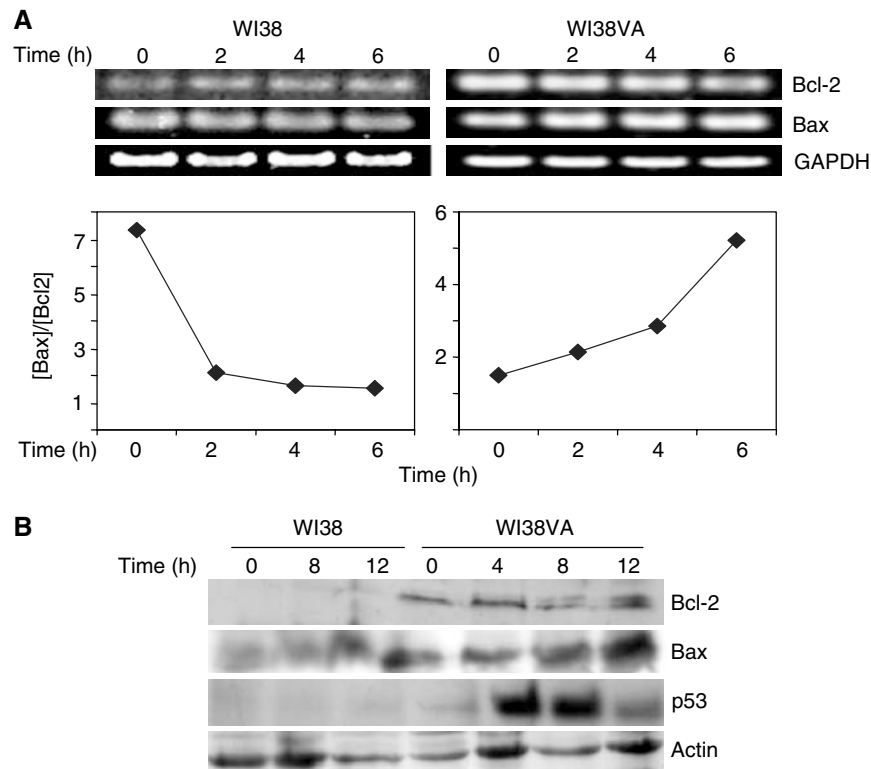 A
WI38 WI38VA
Time (h) 0 2 4 6 0 2 4 6
Bcl-2
Bax
GAPDH
[Bax]/[Bcl2]
7
5
3
1
6
4
2
Time (h) 0 2 4 6 0 2 4 6
Time (h)
B
WI38 WI38VA
Time (h) 0 8 12 0 4 8 12
Bcl-2
Bax
p53
Actin